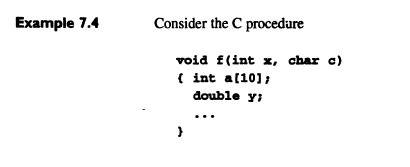 Example 7.4 Consider the C procedure
void f(int x, char c)
{ int a[10];
double y;
...
}